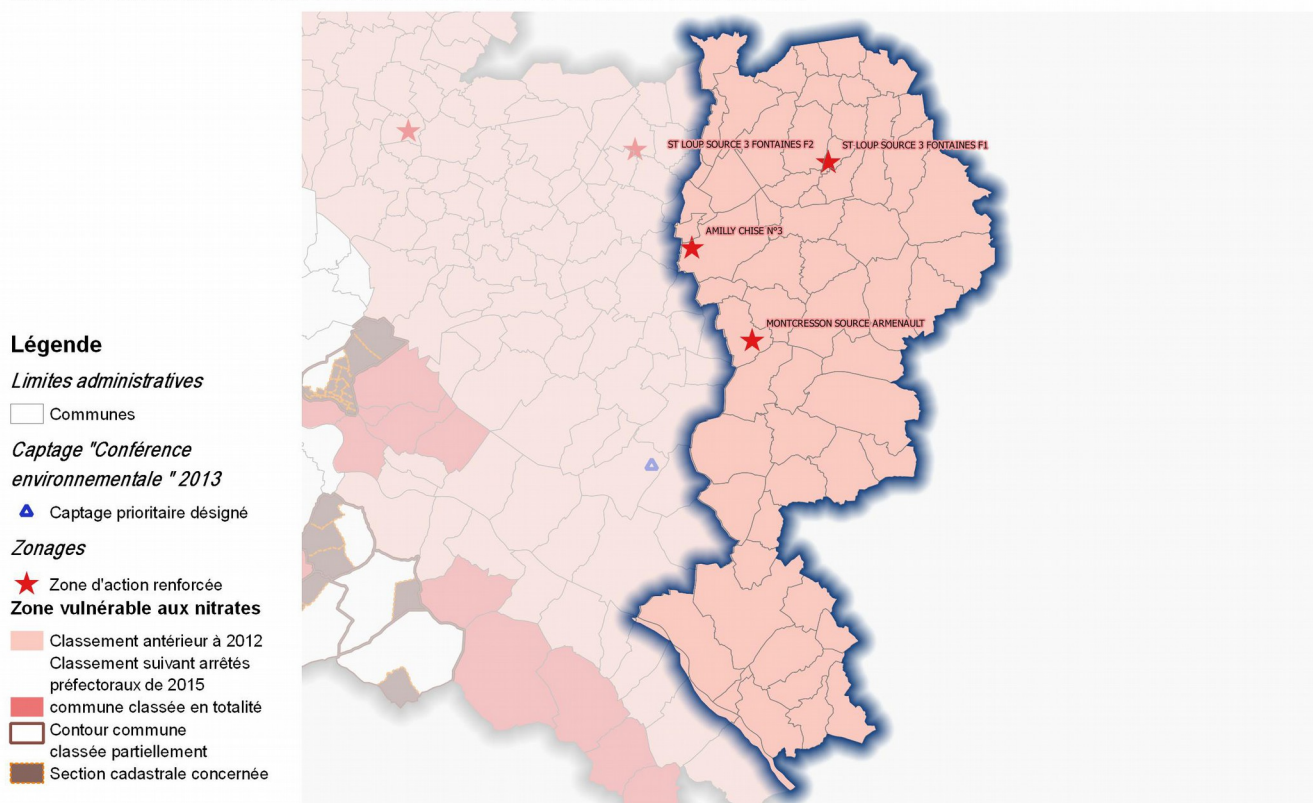 ST LOUP SOURCE 3 FONTAINES F2
ST LOUP SOURCE 3 FONTAINES F1
AMILLY CHISE N°3
MONTCRESSON SOURCE ARMENAULT
Légende
Limites administratives
Communes
Captage "Conférence
environnementale " 2013
Captage prioritaire désigné
Zonages
Zone d'action renforcée
Zone vulnérable aux nitrates
Classement antérieur à 2012
Classement suivant arrêtés
préfectoraux de 2015
commune classée en totalité
Contour commune
classée partiellement
Section cadastrale concernée